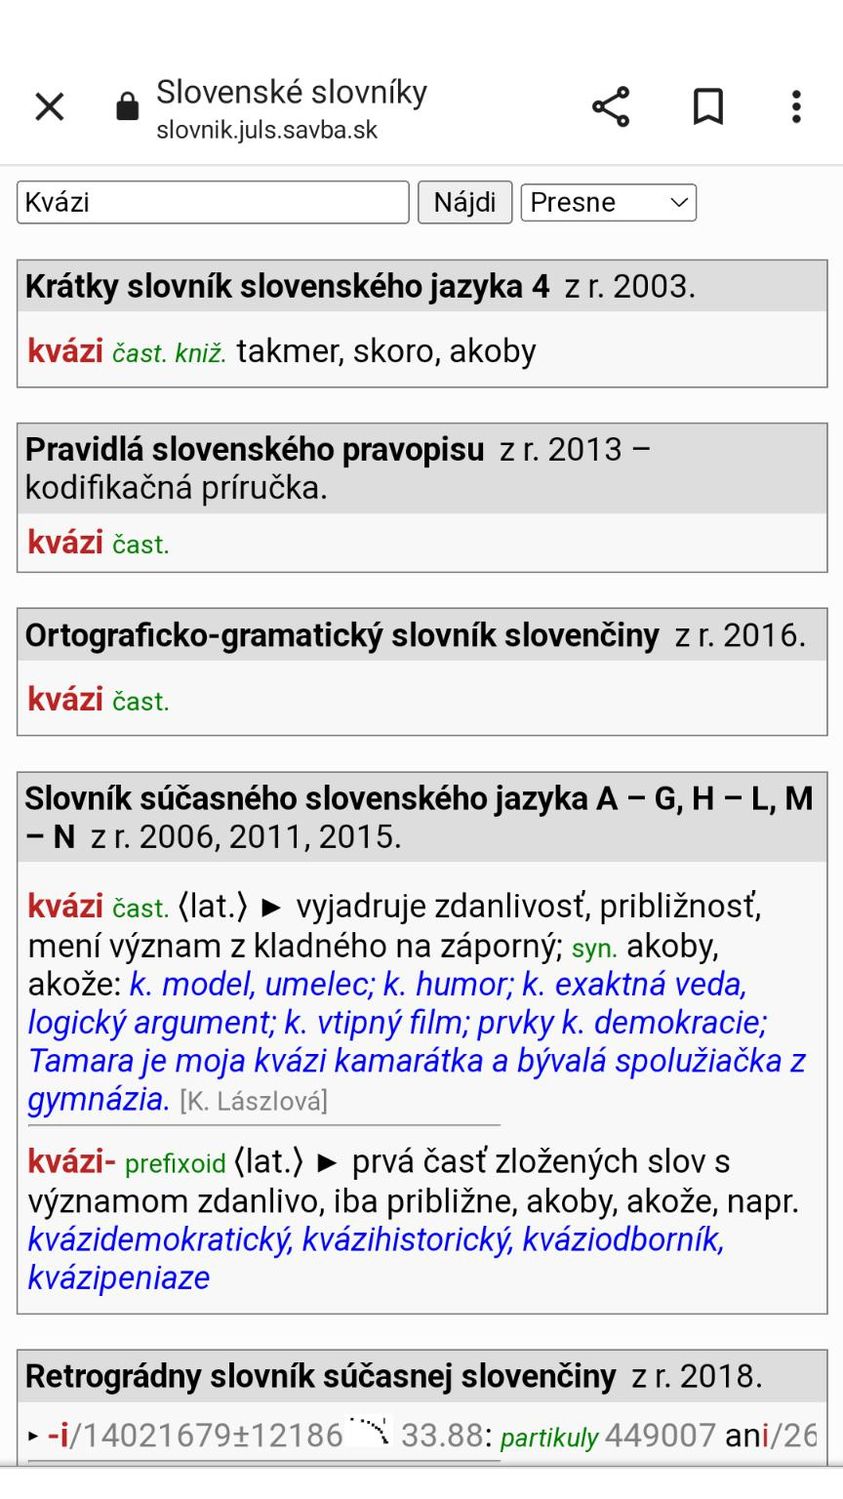 Slovenské slovníky
slovnik.juls.savba.sk
Kvázi Nájdi Presne
Krátky slovník slovenského jazyka 4 z r. 2003.
kvázi čast. kniž. takmer, skoro, akoby
Pravidlá slovenského pravopisu z r. 2013 –
kodifikačná príručka.
kvázi čast.
Ortograficko-gramatický slovník slovenčiny z r. 2016.
kvázi čast.
Slovník súčasného slovenského jazyka A – G, H – L, M
– N z r. 2006, 2011, 2015.
kvázi čast. ⟨lat.⟩ ► vyjadruje zdanlivosť, približnosť,
mení význam z kladného na záporný; syn. akoby,
akože: k. model, umelec; k. humor; k. exaktná veda,
logický argument; k. vtipný film; prvky k. demokracie;
Tamara je moja kvázi kamarátka a bývalá spolužiačka z
gymnázia. [K. Lászlová]
kvázi- prefixoid ⟨lat.⟩ ► prvá časť zložených slov s
významom zdanlivo, iba približne, akoby, akože, napr.
kvázidemokratický, kvázihistorický, kváziodborník,
kvázipeniaze
Retrográdny slovník súčasnej slovenčiny z r. 2018.
▸ -i/14021679±12186 33.88: partikuly 449007 ani/26